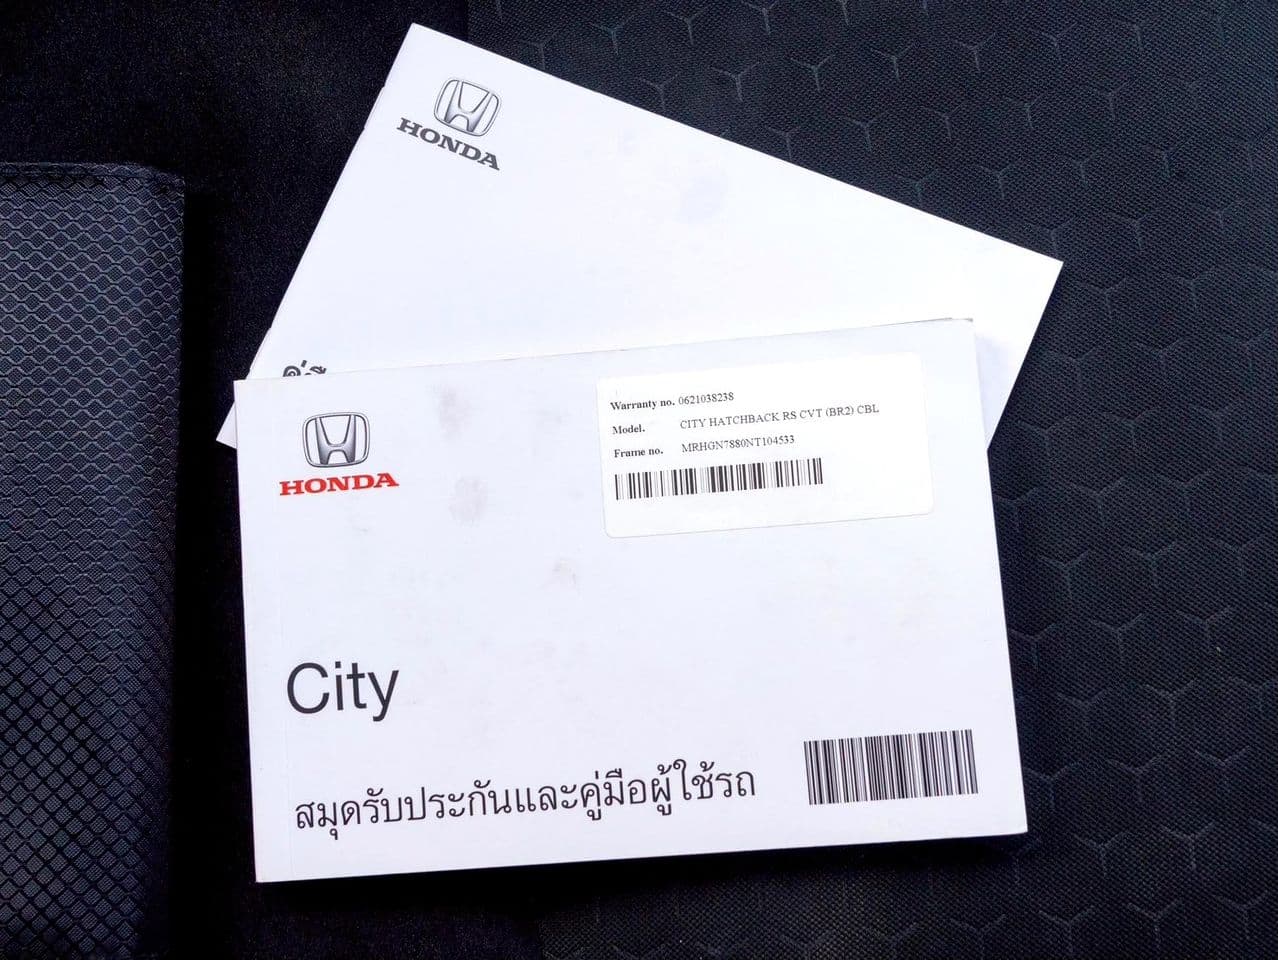 HONDA
HONDA
Warranty no. 0621038238
Model. CITY HATCHBACK RS CVT (BR2) CBL
Frame no. MRHGN7880NT104533
City
สมุดรับประกันและคู่มือผู้ใช้รถ